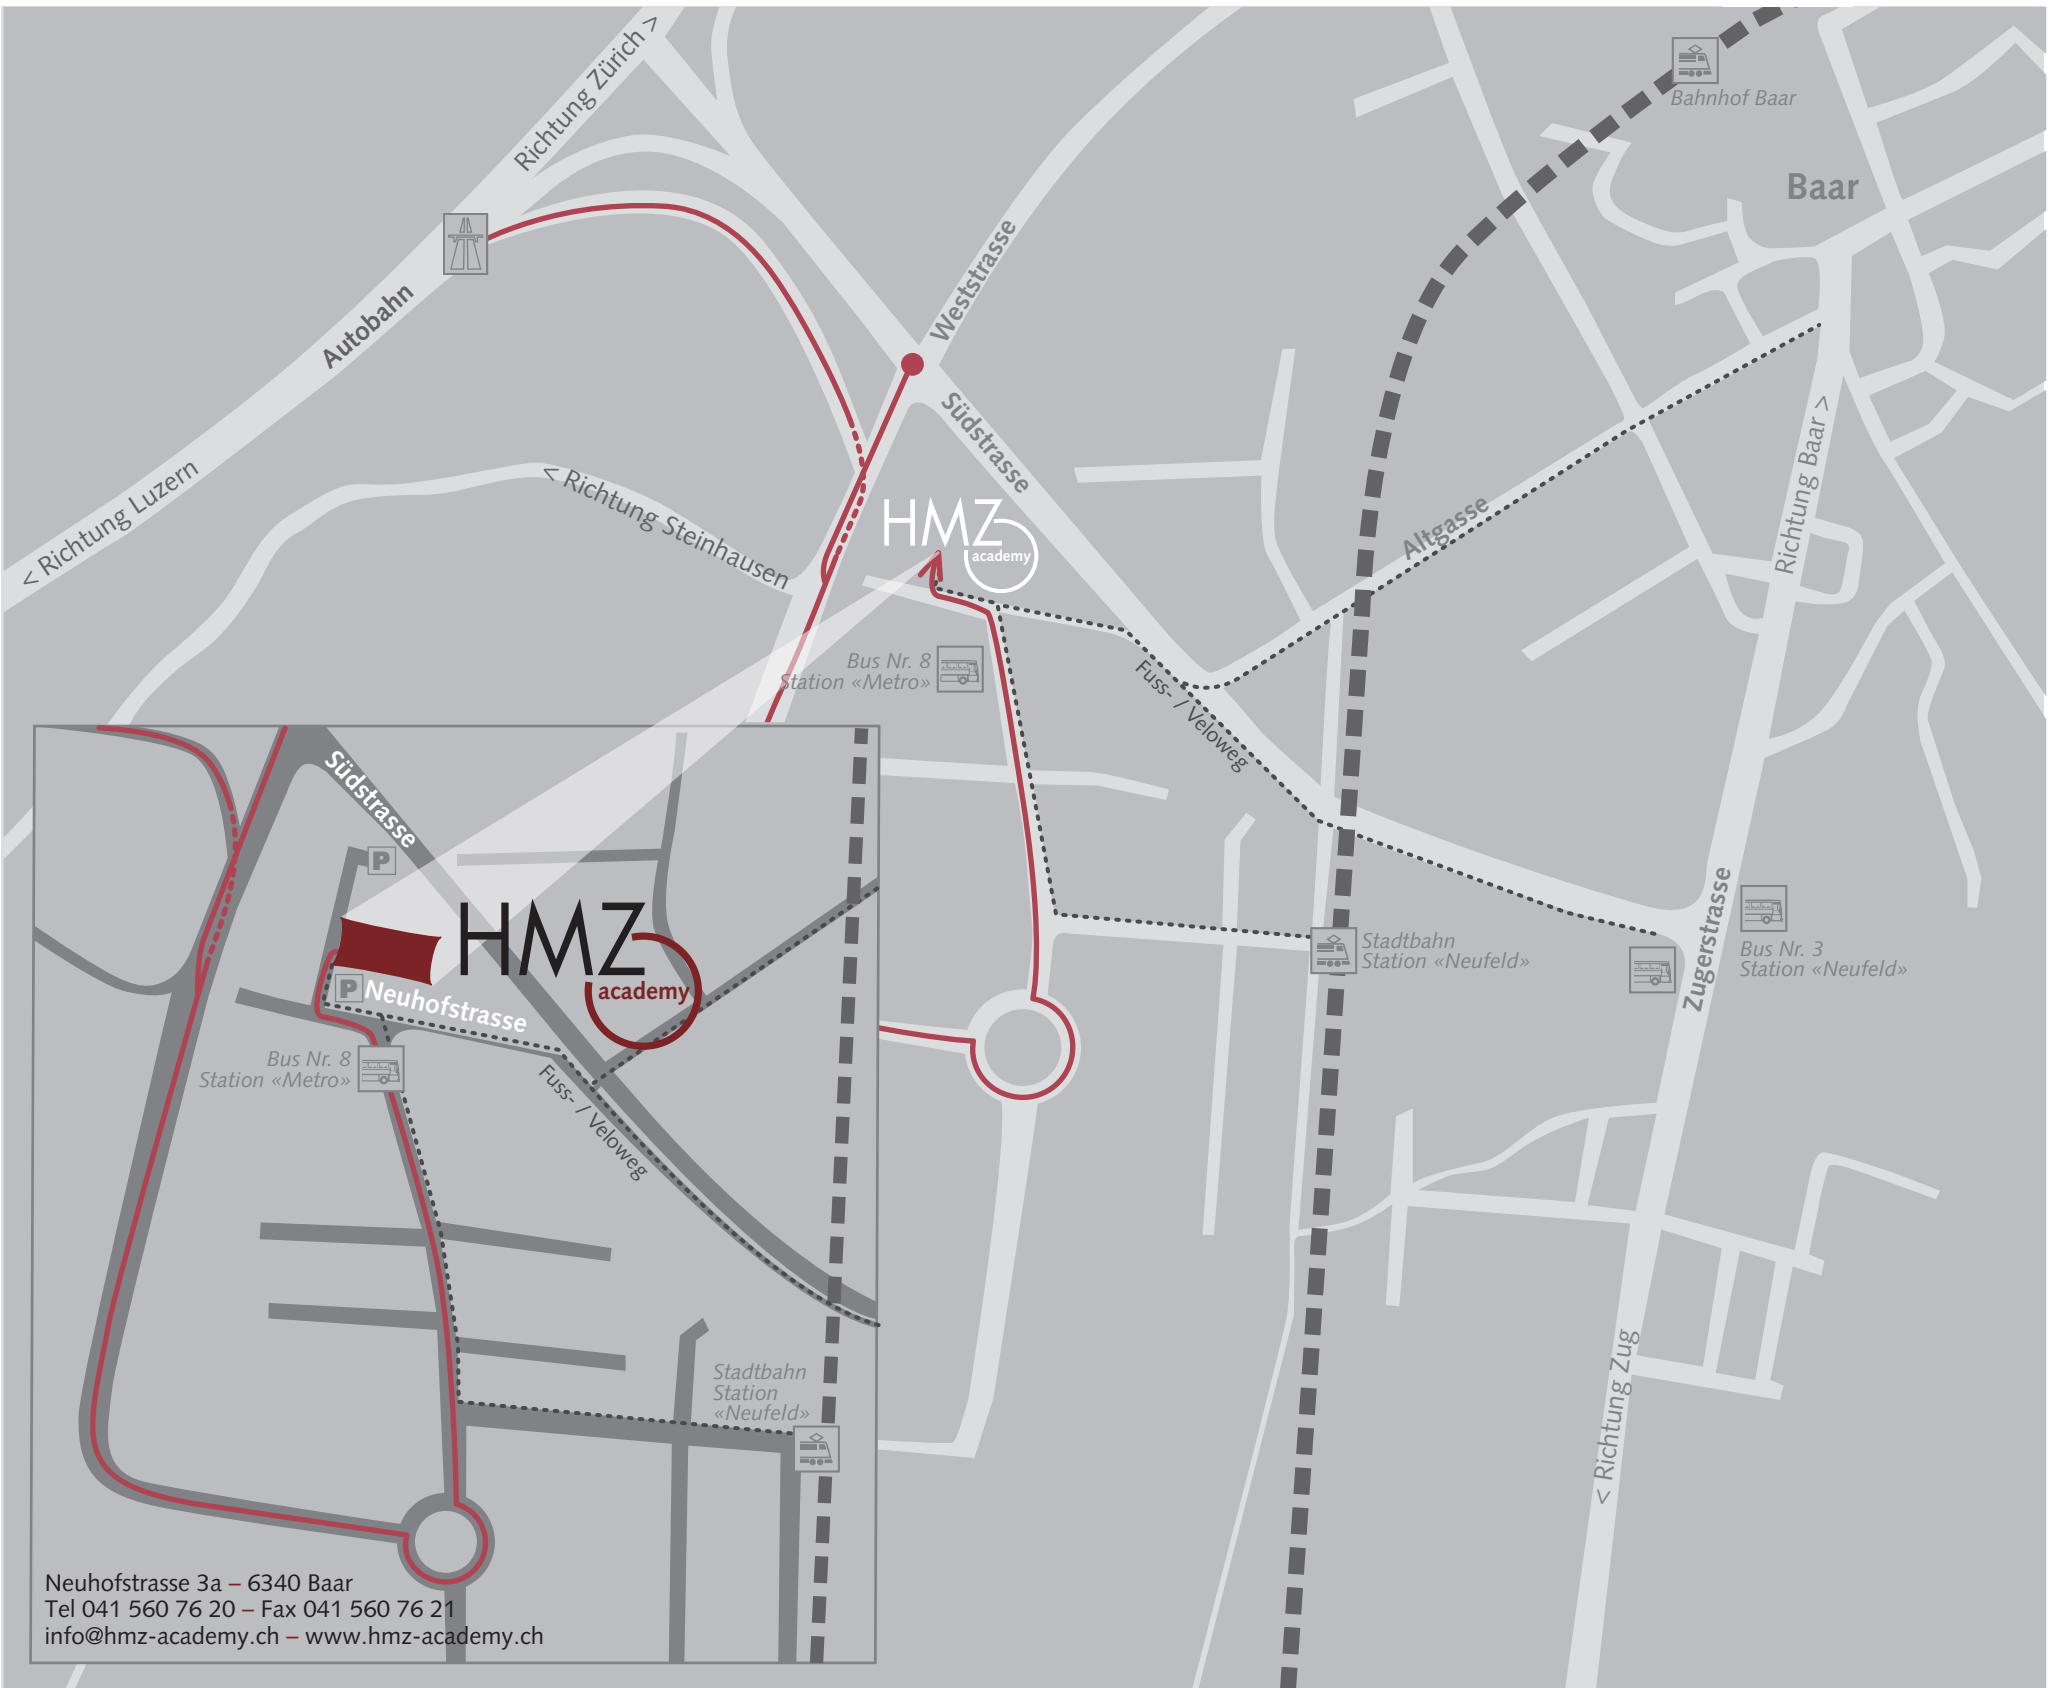 Richtung Zürich >
Bahnhof Baar
Baar
Autobahn
Weststrasse
Südstrasse
< Richtung Luzern
< Richtung Steinhausen
HMZ
academy
Altgasse
Richtung Baar >
Bus Nr. 8
Station «Metro»
Fuss- / Veloweg
Zugerstrasse
Stadtbahn
Station «Neufeld»
Bus Nr. 3
Station «Neufeld»
< Richtung Zug
Südstrasse
P
HMZ
academy
P
Neuhofstrasse
Bus Nr. 8
Station «Metro»
Fuss- / Veloweg
Stadtbahn
Station
«Neufeld»
Neuhofstrasse 3a – 6340 Baar
Tel 041 560 76 20 – Fax 041 560 76 21
info@hmz-academy.ch – www.hmz-academy.ch